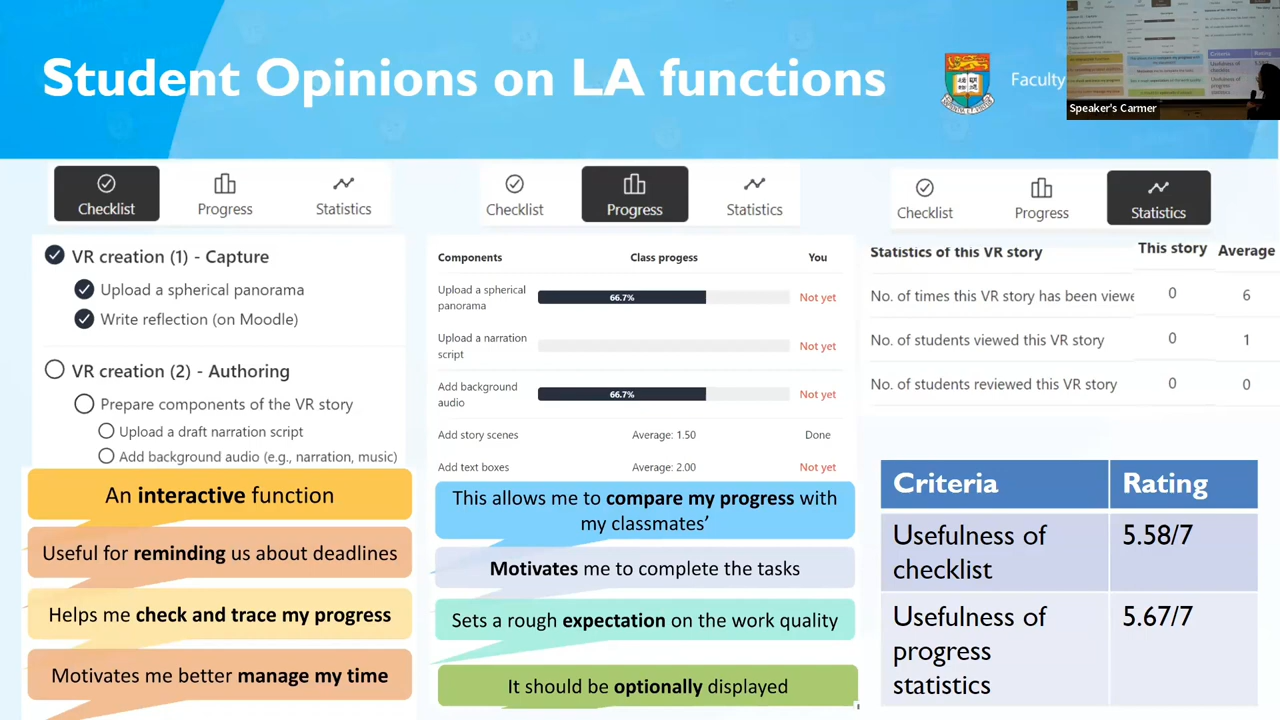 Student Opinions on LA functions
Faculty
Speaker's Carmer
Checklist
Progress
Statistics
VR creation (1) - Capture
Upload a spherical panorama
Write reflection (on Moodle)
VR creation (2) - Authoring
Prepare components of the VR story
Upload a draft narration script
Add background audio (e.g., narration, music)
An interactive function
Useful for reminding us about deadlines
Helps me check and trace my progress
Motivates me better manage my time
Checklist
Progress
Statistics
Components Class progess You
Upload a spherical
panorama
66.7% Not yet
Upload a narration
script
Not yet
Add background
audio
66.7% Not yet
Add story scenes Average: 1.50 Done
Add text boxes Average: 2.00 Not yet
This allows me to compare my progress with
my classmates’
Motivates me to complete the tasks
Sets a rough expectation on the work quality
It should be optionally displayed
Checklist
Progress
Statistics
Statistics of this VR story This story Average
No. of times this VR story has been viewe 0 6
No. of students viewed this VR story 0 1
No. of students reviewed this VR story 0 0
Criteria Rating
Usefulness of
checklist
5.58/7
Usefulness of
progress
statistics
5.67/7